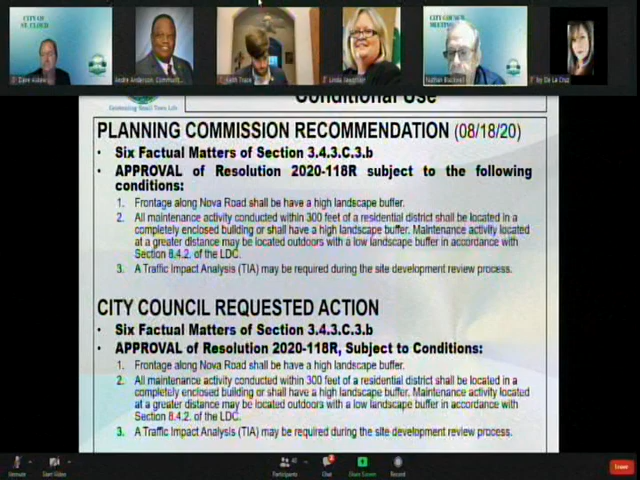 CITY OF
ST. CLOUD
CITY COUNCIL
MEETING
Andre Anderson, Communit...
Keith Trace
Conditional Use
PLANNING COMMISSION RECOMMENDATION (08/18/20)
• Six Factual Matters of Section 3.4.3.C.3.b
• APPROVAL of Resolution 2020-118R subject to the following
conditions:
1. Frontage along Nova Road shall be have a high landscape buffer.
2. All maintenance activity conducted within 300 feet of a residential district shall be located in a
completely enclosed building or shall have a high landscape buffer. Maintenance activity located
at a greater distance may be located outdoors with a low landscape buffer in accordance with
Section 8.4.2. of the LDC.
3. A Traffic Impact Analysis (TIA) may be required during the site development review process.
CITY COUNCIL REQUESTED ACTION
• Six Factual Matters of Section 3.4.3.C.3.b
• APPROVAL of Resolution 2020-118R, Subject to Conditions:
1. Frontage along Nova Road shall be have a high landscape buffer.
2. All maintenance activity conducted within 300 feet of a residential district shall be located in a
completely enclosed building or shall have a high landscape buffer. Maintenance activity located
at a greater distance may be located outdoors with a low landscape buffer in accordance with
Section 8.4.2. of the LDC.
3. A Traffic Impact Analysis (TIA) may be required during the site development review process.
Unmute
Start Video
Participants
Chat
Share Screen
Record
Leave